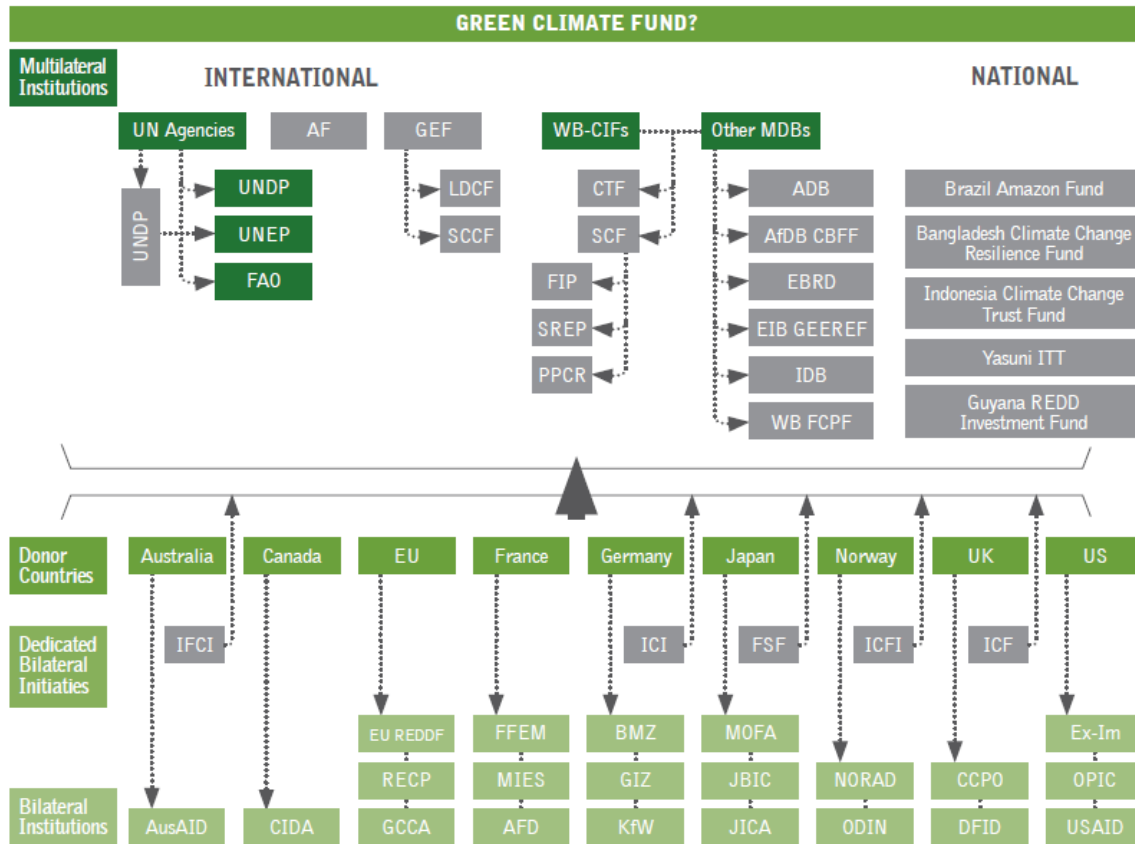 GREEN CLIMATE FUND?
Multilateral
Institutions
INTERNATIONAL
NATIONAL
UN Agencies
AF
GEF
WB-CIFs
Other MDBs
UNDP
UNDP
UNEP
FAO
LDCF
SCCF
CTF
SCF
FIP
SREP
PPCR
ADB
AfDB CBFF
EBRD
EIB GEEREF
IDB
WB FCPF
Brazil Amazon Fund
Bangladesh Climate Change
Resilience Fund
Indonesia Climate Change
Trust Fund
Yasuni ITT
Guyana REDD
Investment Fund
Donor
Countries
Australia
Canada
EU
France
Germany
Japan
Norway
UK
US
Dedicated
Bilateral
Initiaties
IFCI
ICI
FSF
ICFI
ICF
EU REDDF
FFEM
BMZ
MOFA
Ex-Im
RECP
MIES
GIZ
JBIC
NORAD
CCPO
OPIC
Bilateral
Institutions
AusAID
CIDA
GCCA
AFD
KfW
JICA
ODIN
DFID
USAID